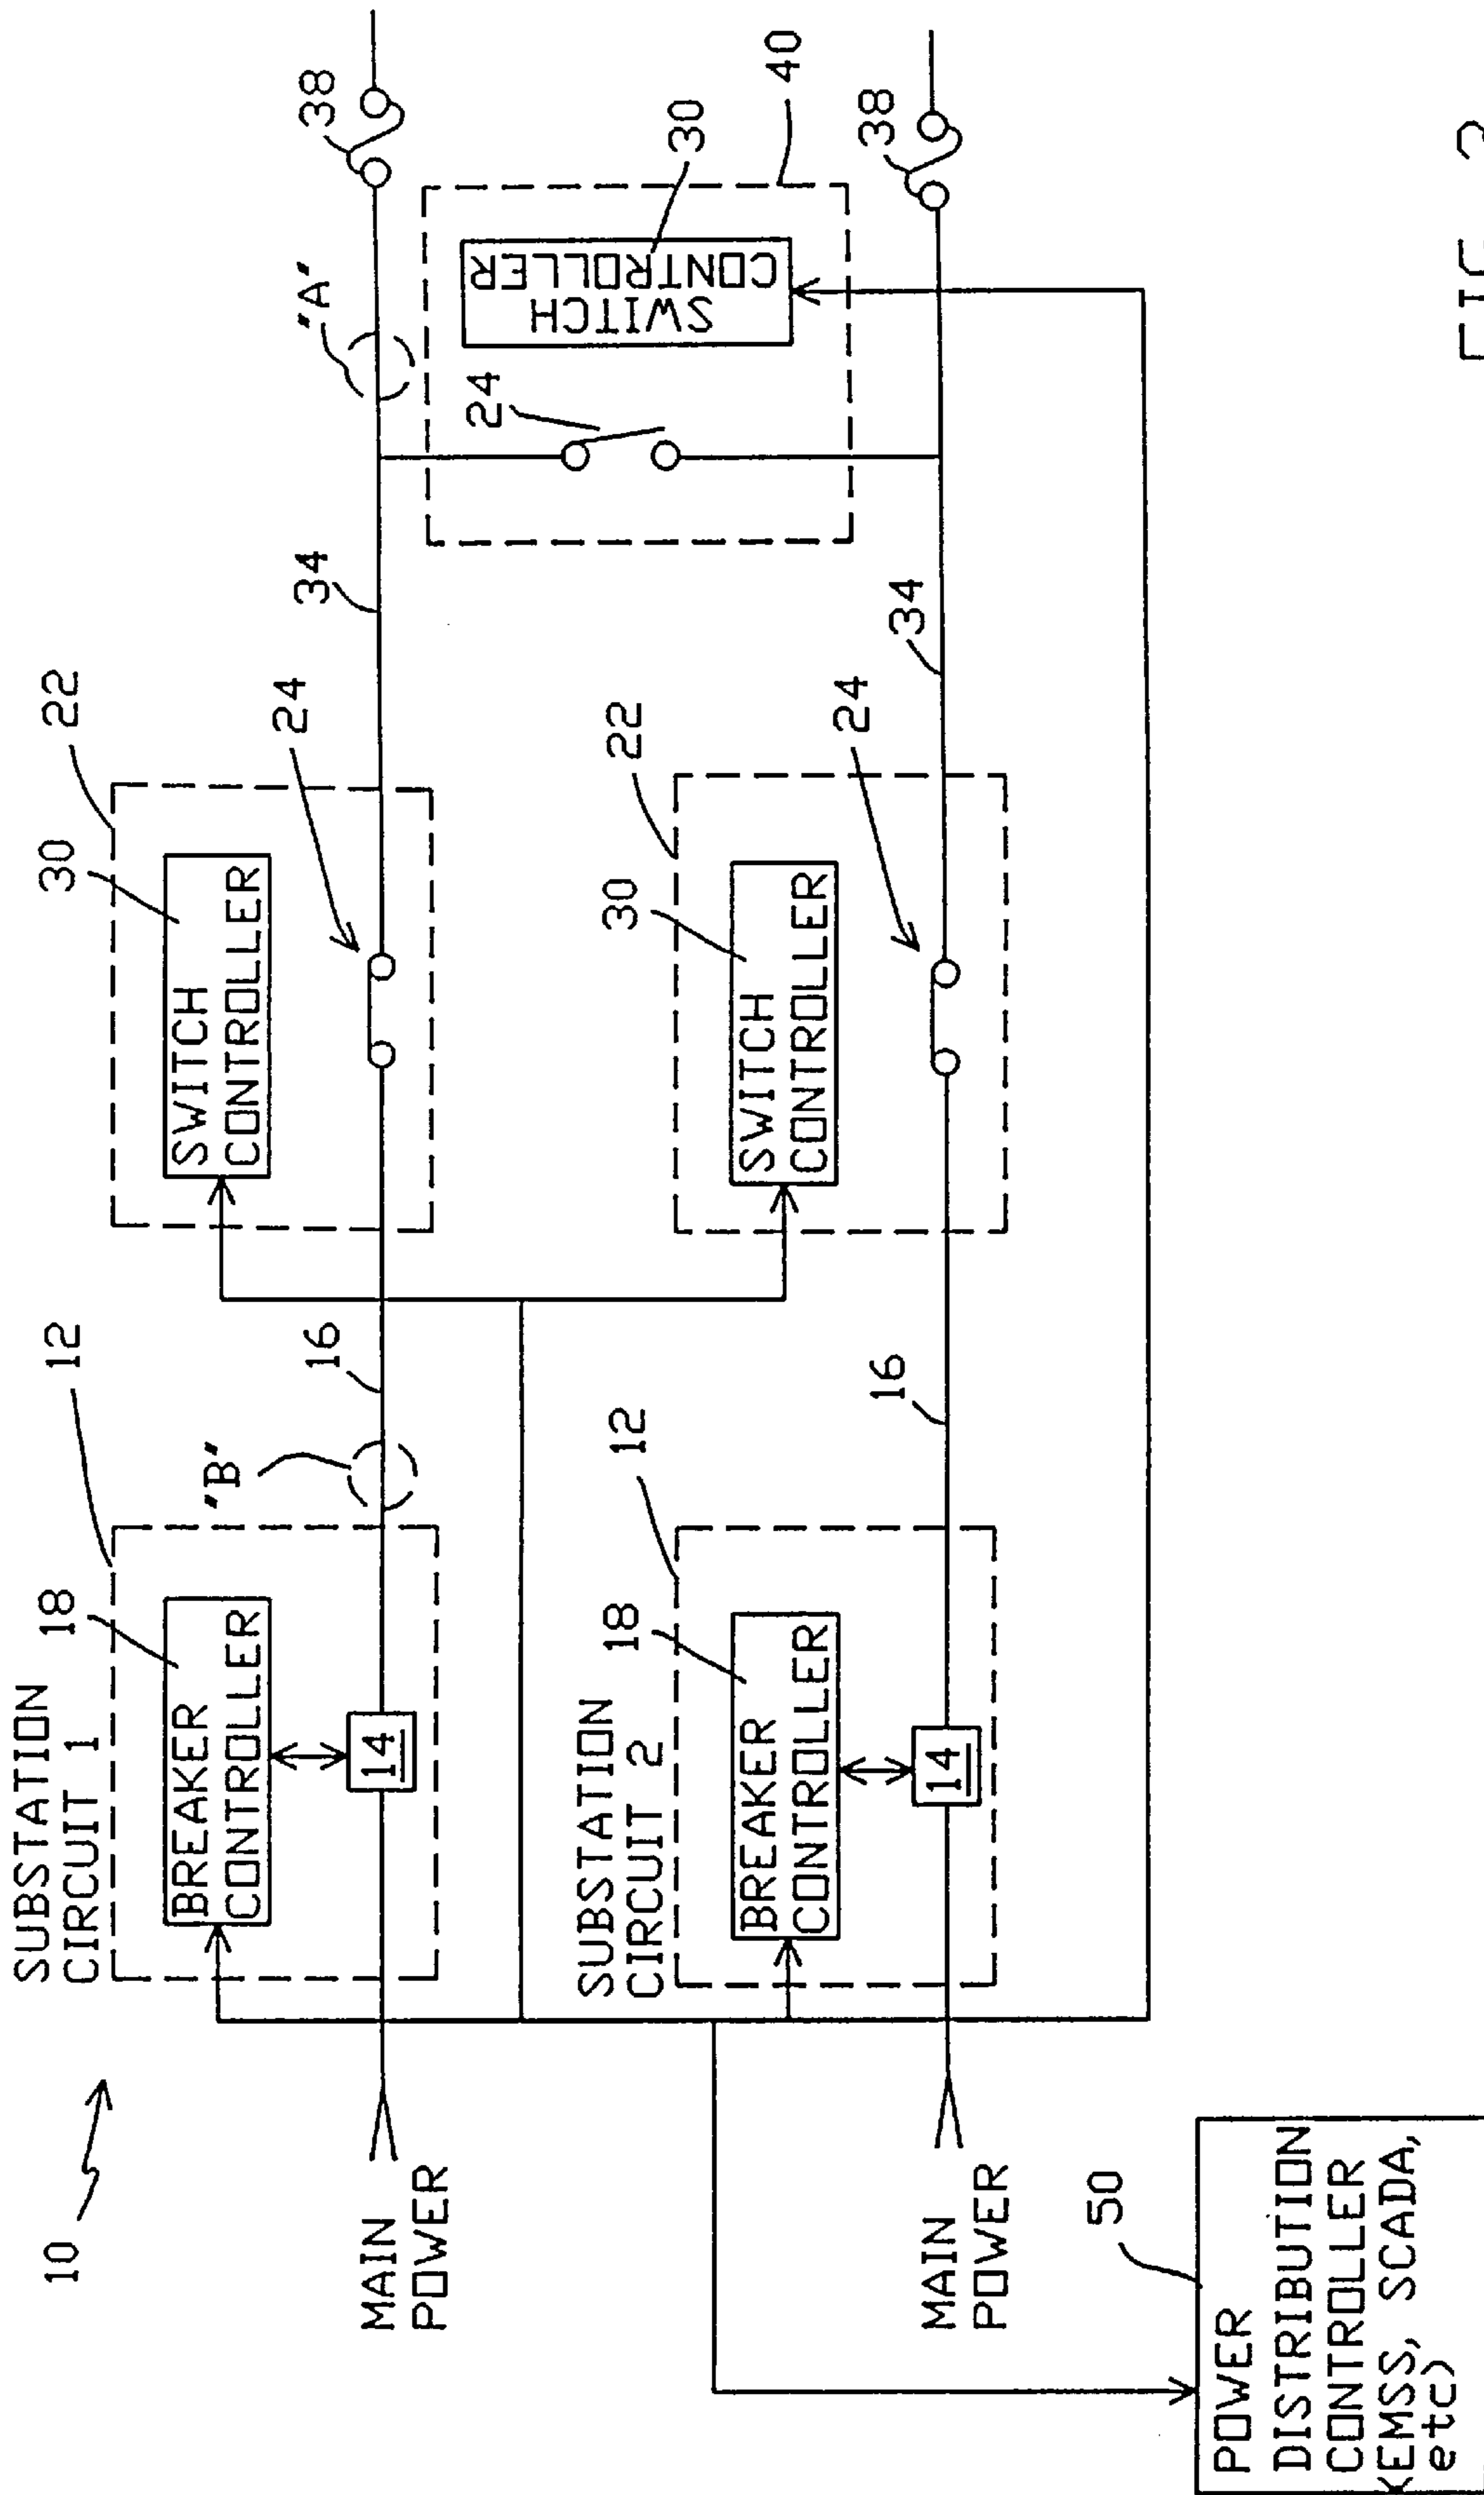 10
SUBSTATION
CIRCUIT 1
12
18
BREAKER
CONTROLLER
14
"B"
16
22
30
SWITCH
CONTROLLER
24
34
"A"
38
MAIN
POWER
SUBSTATION
CIRCUIT 2
12
18
BREAKER
CONTROLLER
14
16
22
30
SWITCH
CONTROLLER
24
34
24
SWITCH
CONTROLLER
30
40
38
MAIN
POWER
50
POWER
DISTRIBUTION
CONTROLLER
(EMSS, SCADA,
etc)